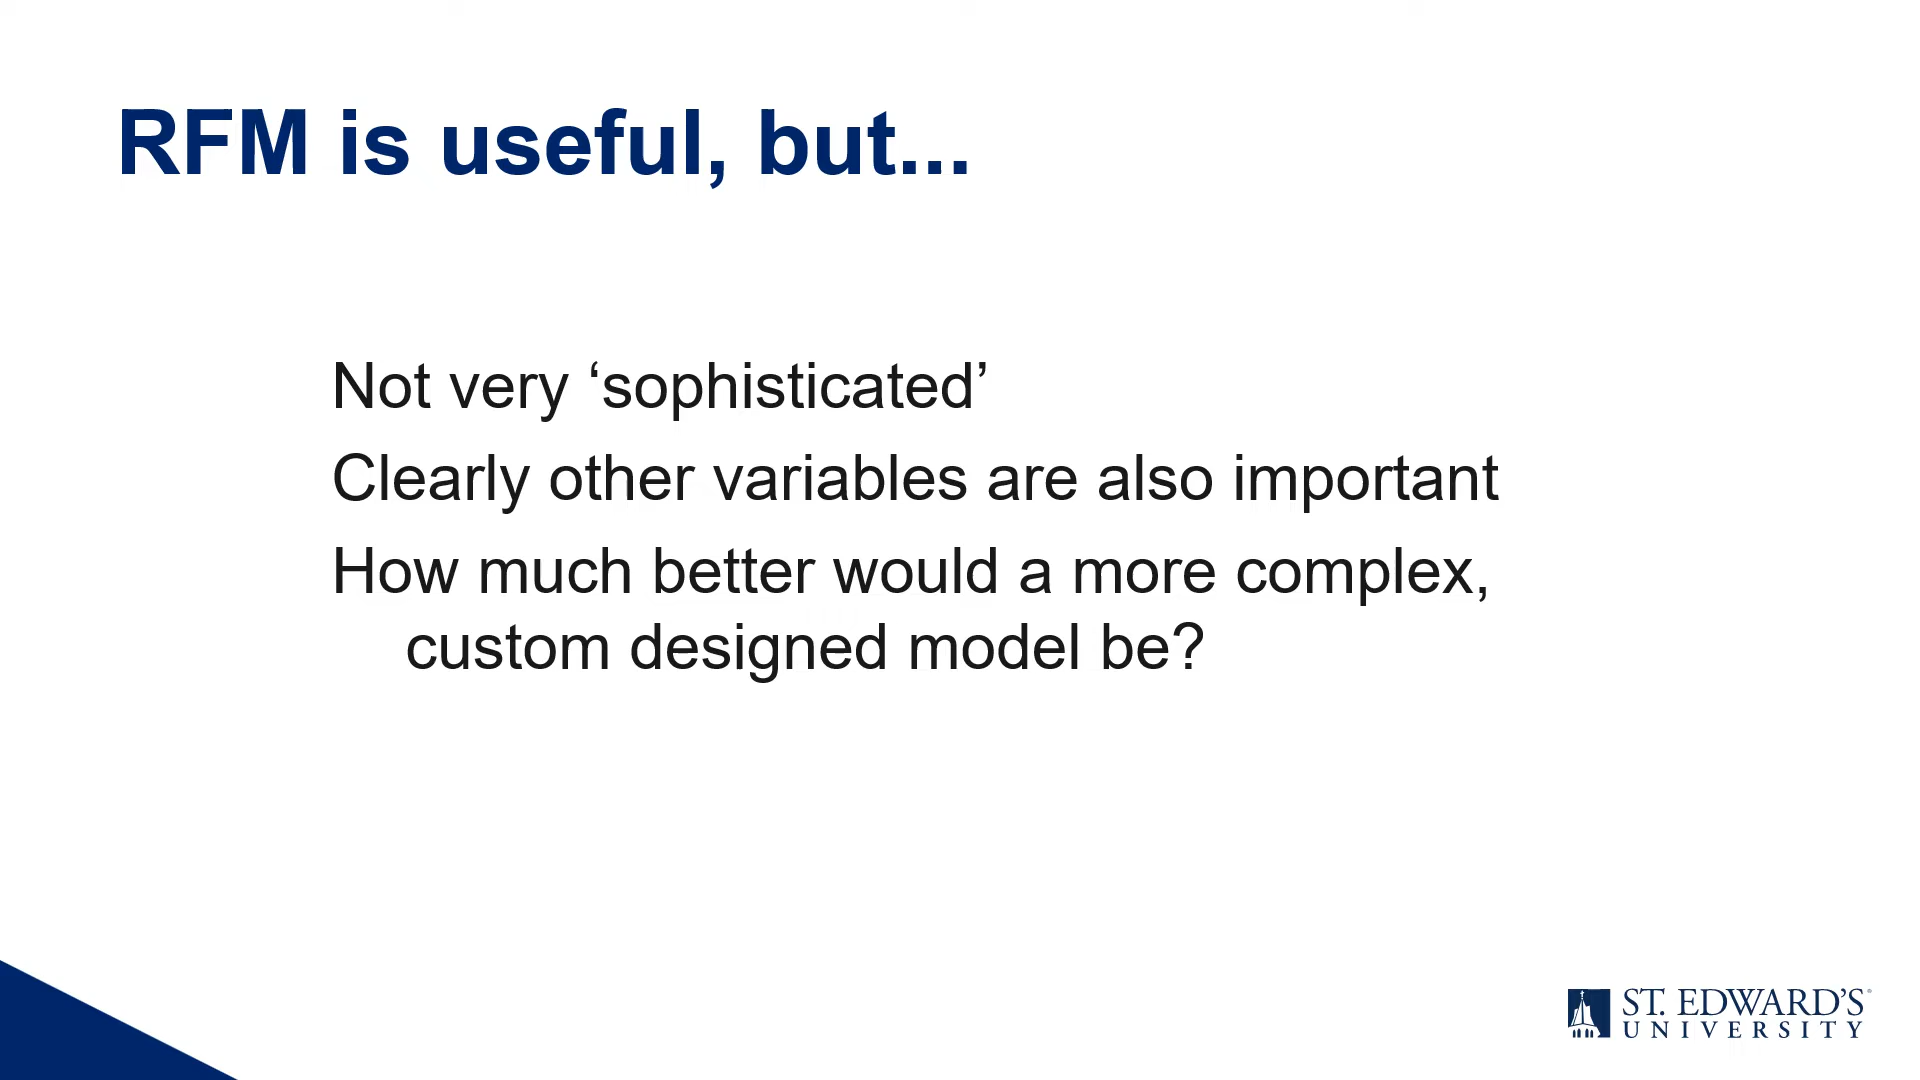 RFM is useful, but...
Not very ‘sophisticated’
Clearly other variables are also important
How much better would a more complex,
custom designed model be?
ST. EDWARD'S®
UNIVERSITY